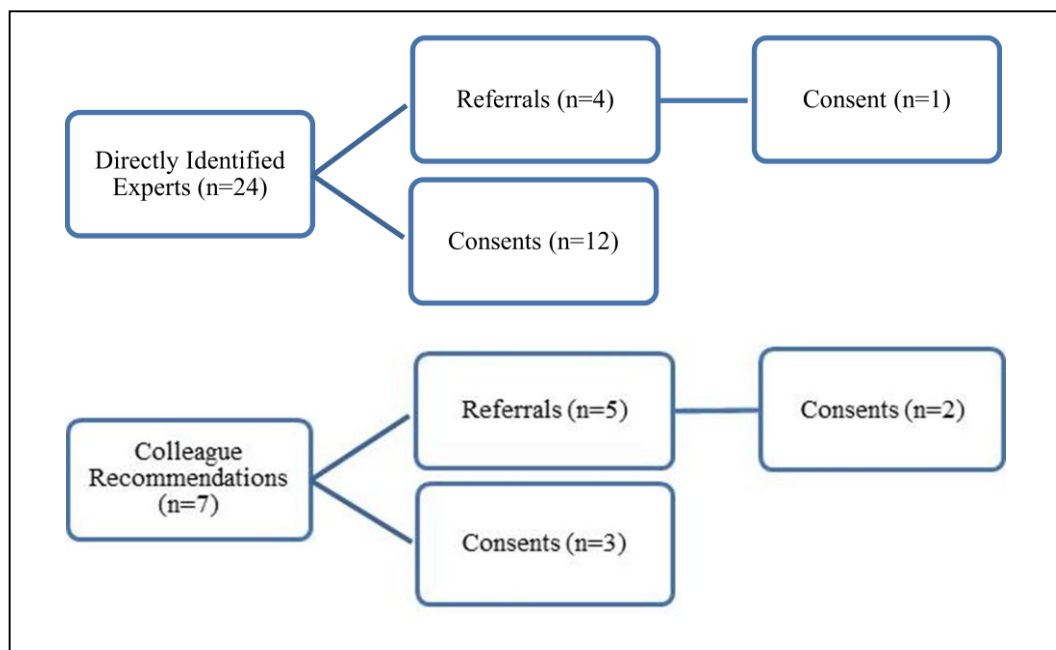 Referrals (n=4)
Consent (n=1)
Directly Identified
Experts (n=24)
Consents (n=12)
Referrals (n=5)
Consents (n=2)
Colleague
Recommendations
(n=7)
Consents (n=3)